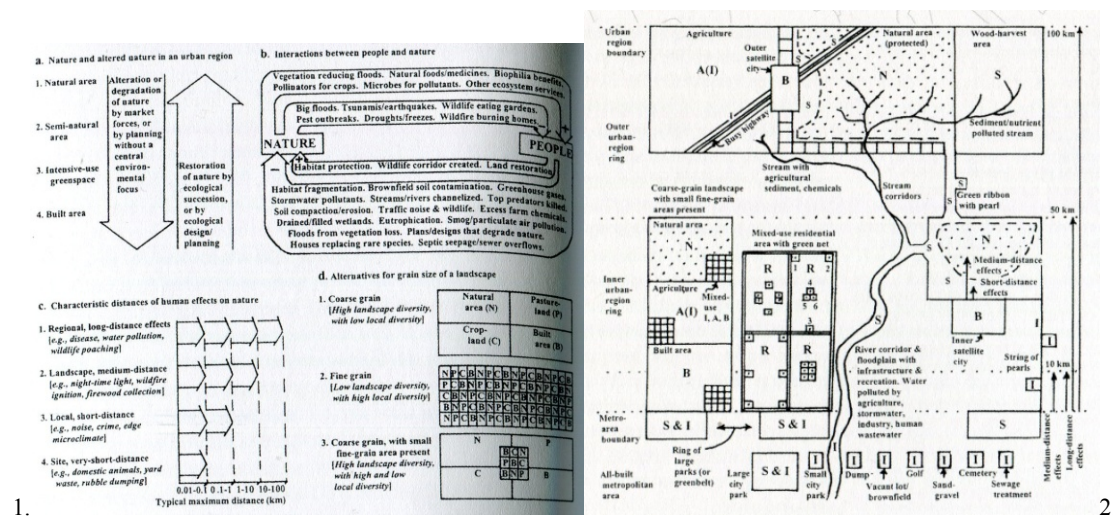 a. Nature and altered nature in an urban region
1. Natural area
2. Semi-natural
area
3. Intensive-use
greenspace
4. Built area
Alteration or
degradation
of nature
by market
forces, or
by planning
without a
central
environ-
mental
focus
Restoration
of nature by
ecological
succession,
or by
ecological
design/
planning
b. Interactions between people and nature
Vegetation reducing floods. Natural foods/medicines. Biophilia benefits.
Pollinators for crops. Microbes for pollutants. Other ecosystem services.
Big floods. Tsunamis/earthquakes. Wildlife eating gardens.
Pest outbreaks. Droughts/freezes. Wildfire burning homes.
NATURE
PEOPLE
+
−
Habitat protection. Wildlife corridor created. Land restoration
Habitat fragmentation. Brownfield soil contamination. Greenhouse gases.
Stormwater pollutants. Streams/rivers channelized. Top predators killed.
Soil compaction/erosion. Traffic noise & wildlife. Excess farm chemicals.
Drained/filled wetlands. Eutrophication. Smog/particulate air pollution.
Floods from vegetation loss. Plans/designs that degrade nature.
Houses replacing rare species. Septic seepage/sewer overflows.
c. Characteristic distances of human effects on nature
1. Regional, long-distance effects
[e.g., disease, water pollution,
wildlife poaching]
2. Landscape, medium-distance
[e.g., night-time light, wildfire
ignition, firewood collection]
3. Local, short-distance
[e.g., noise, crime, edge
microclimate]
4. Site, very-short-distance
[e.g., domestic animals, yard
waste, rubble dumping]
0.01-0.1 0.1-1 1-10 10-100
Typical maximum distance (km)
d. Alternatives for grain size of a landscape
1. Coarse grain
[High landscape diversity,
with low local diversity]
Natural
area (N)
Pasture-
land (P)
Crop-
land (C)
Built
area (B)
2. Fine grain
[Low landscape diversity,
with high local diversity]
N P C B N P C B N P C B N P C B
P C B N P C B N P C B N P C B N
C B N P C B N P C B N P C B N P
B N P C B N P C B N P C B N P C
N P C B N P C B N P C B N P C B
3. Coarse grain, with small
fine-grain area present
[High landscape diversity,
with high and low
local diversity]
N
P
B C N
P B C
B N P
C
B
1.
Urban
region
boundary
Agriculture
A(I)
Outer
satellite
city
B
Busy highway
Natural area
(protected)
N
S
S
S
Wood-harvest
area
S
100 km
Sediment/nutrient
polluted stream
Outer
urban-
region
ring
Stream with
agricultural
sediment, chemicals
Stream
corridors
S
S
Green ribbon
with pearl
50 km
Coarse-grain landscape
with small fine-grain
areas present
Natural area
N
Agriculture
A(I)
Mixed-
use
I, A, B
Built area
B
Inner
urban-
region
ring
Mixed-use residential
area with green net
R
R
1
2
4
5 6
3
R
R
S
S
N
Medium-distance
effects
Short-distance
effects
S
S
B
Inner
satellite
city
I
I
I
String of
pearls
10 km
River corridor &
floodplain with
infrastructure &
recreation. Water
polluted by
agriculture,
stormwater,
industry, human
wastewater
Metro-
area
boundary
S & I
S & I
S
Ring of
large
parks (or
greenbelt)
I
All-built
metropolitan
area
Large
city
park
S & I
I
Small
city
park
I I I I I I
Dump
Vacant lot/
brownfield
Golf
Sand-
gravel
Cemetery
Sewage
treatment
Medium-distance
effects
Long-distance
effects
2